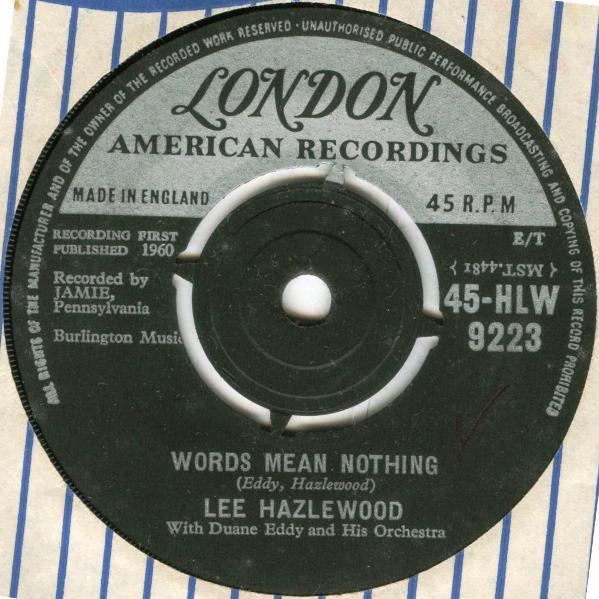 ALL RIGHTS OF THE MANUFACTURER AND OF THE OWNER OF THE RECORDED WORK RESERVED · UNAUTHORISED PUBLIC PERFORMANCE BROADCASTING AND COPYING OF THIS RECORD PROHIBITED
LONDON
AMERICAN RECORDINGS
MADE IN ENGLAND
45 R.P.M
RECORDING FIRST
PUBLISHED 1960
E/T
(MST.4481)
Recorded by
JAMIE,
Pennsylvania
45-HLW
9223
Burlington Music
WORDS MEAN NOTHING
(Eddy, Hazlewood)
LEE HAZLEWOOD
With Duane Eddy and His Orchestra